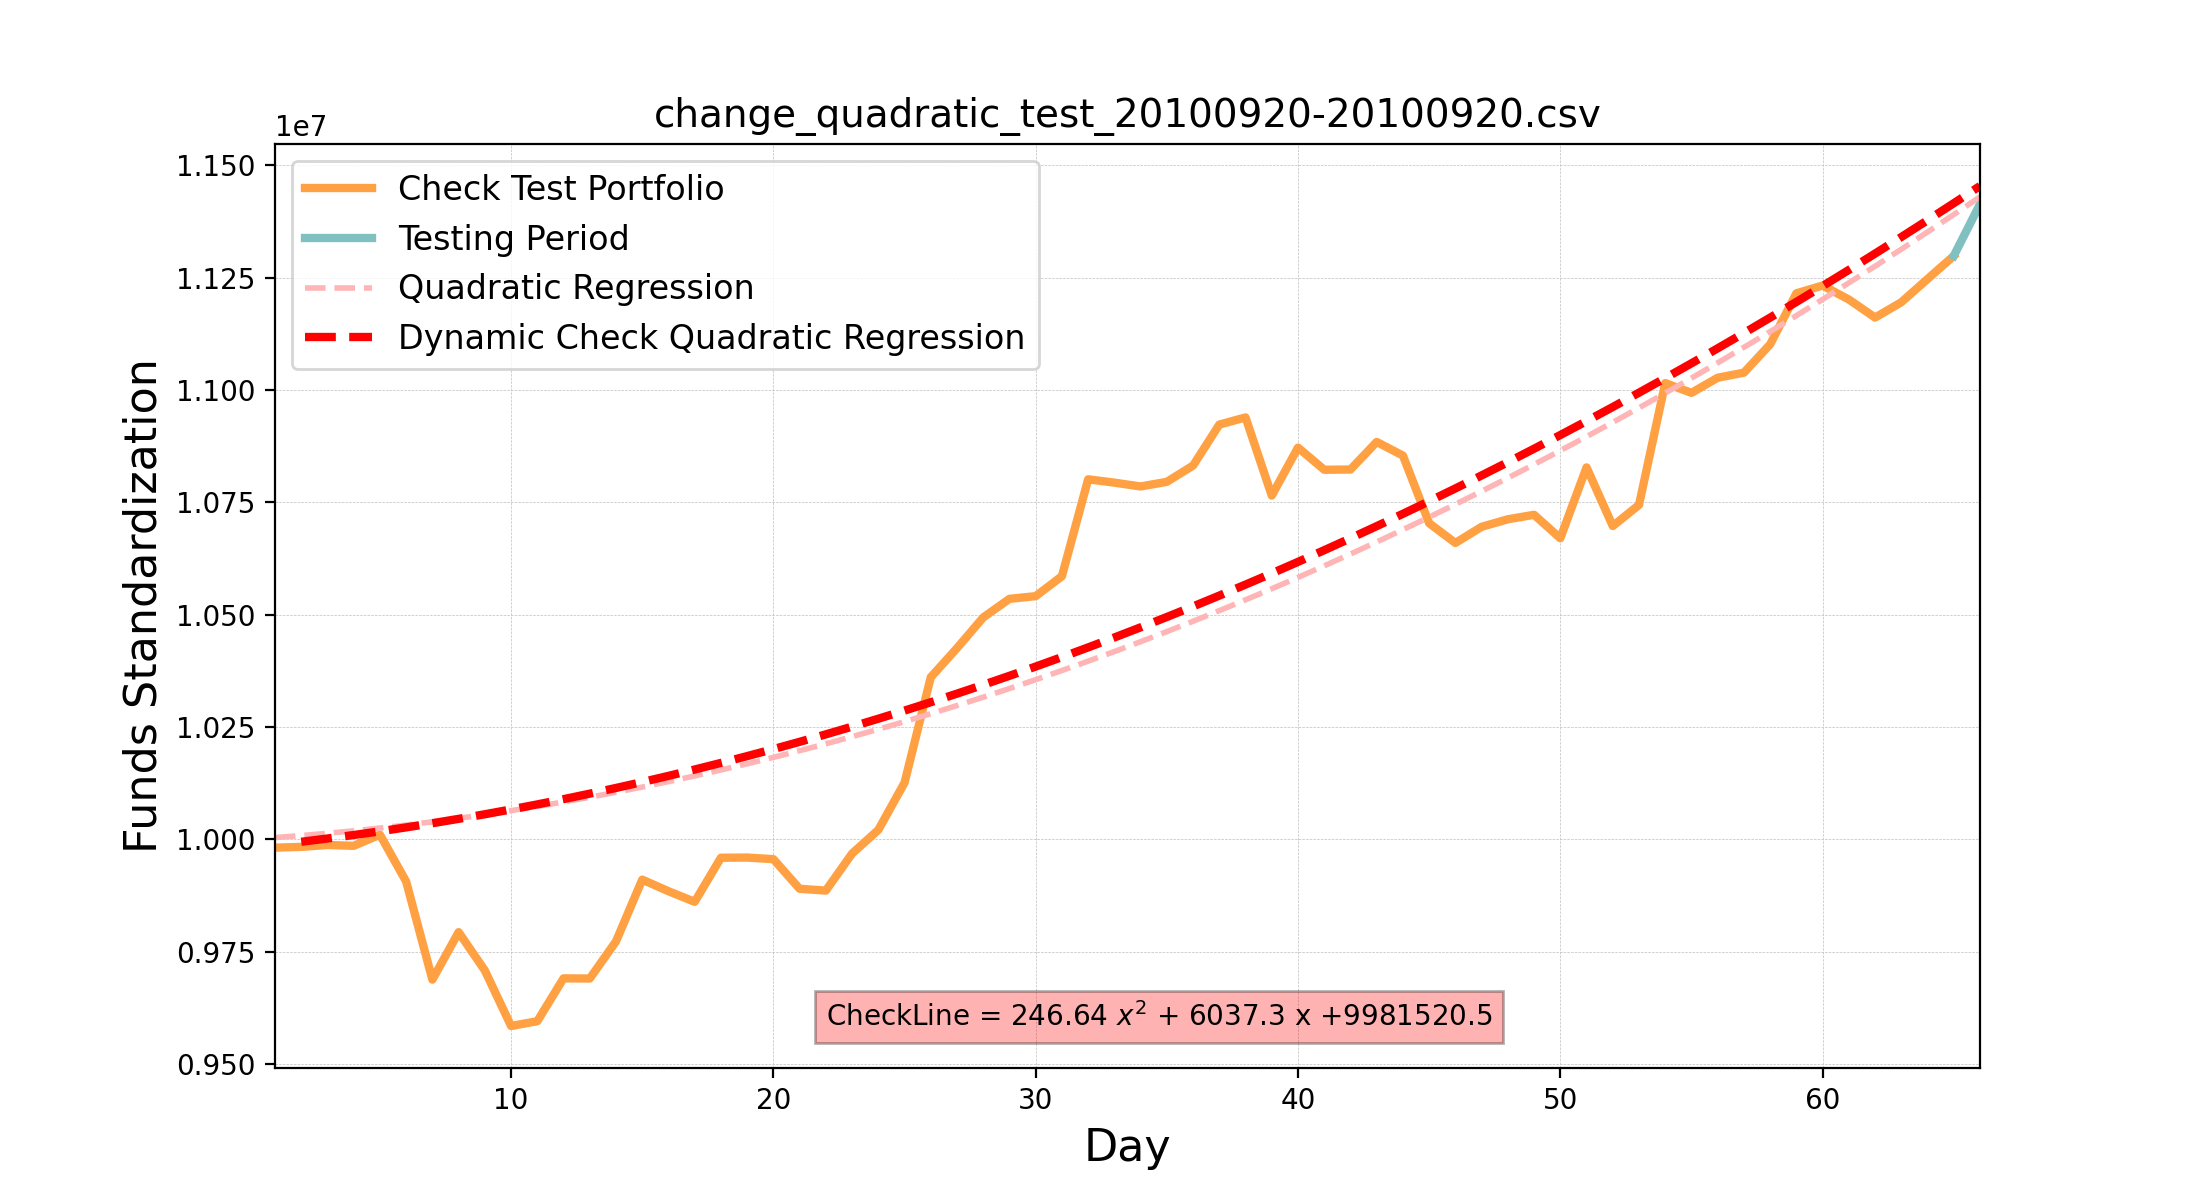 change_quadratic_test_20100920-20100920.csv
1e7
1.150
1.125
1.100
1.075
1.050
1.025
1.000
0.975
0.950
Funds Standardization
Check Test Portfolio
Testing Period
Quadratic Regression
Dynamic Check Quadratic Regression
CheckLine = 246.64 x² + 6037.3 x +9981520.5
10 20 30 40 50 60
Day